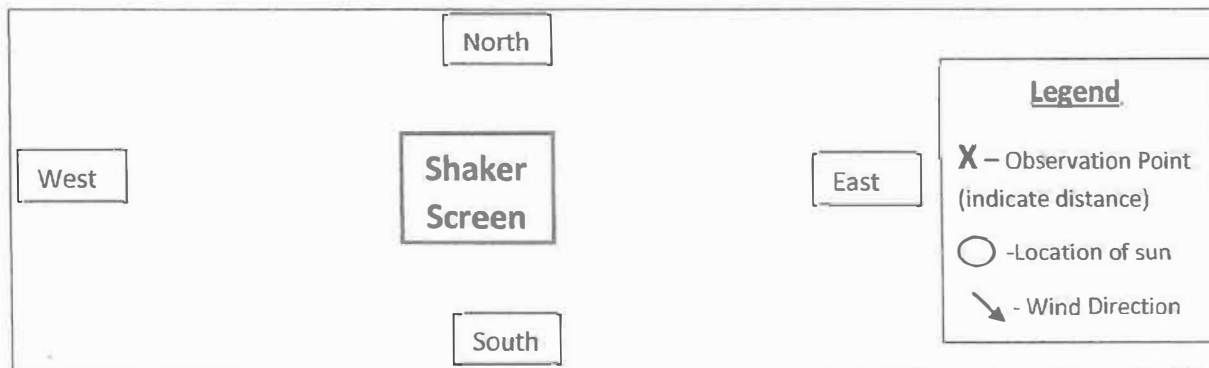 North
Legend
West
Shaker
Screen
East
X – Observation Point
(indicate distance)
-Location of sun
- Wind Direction
South